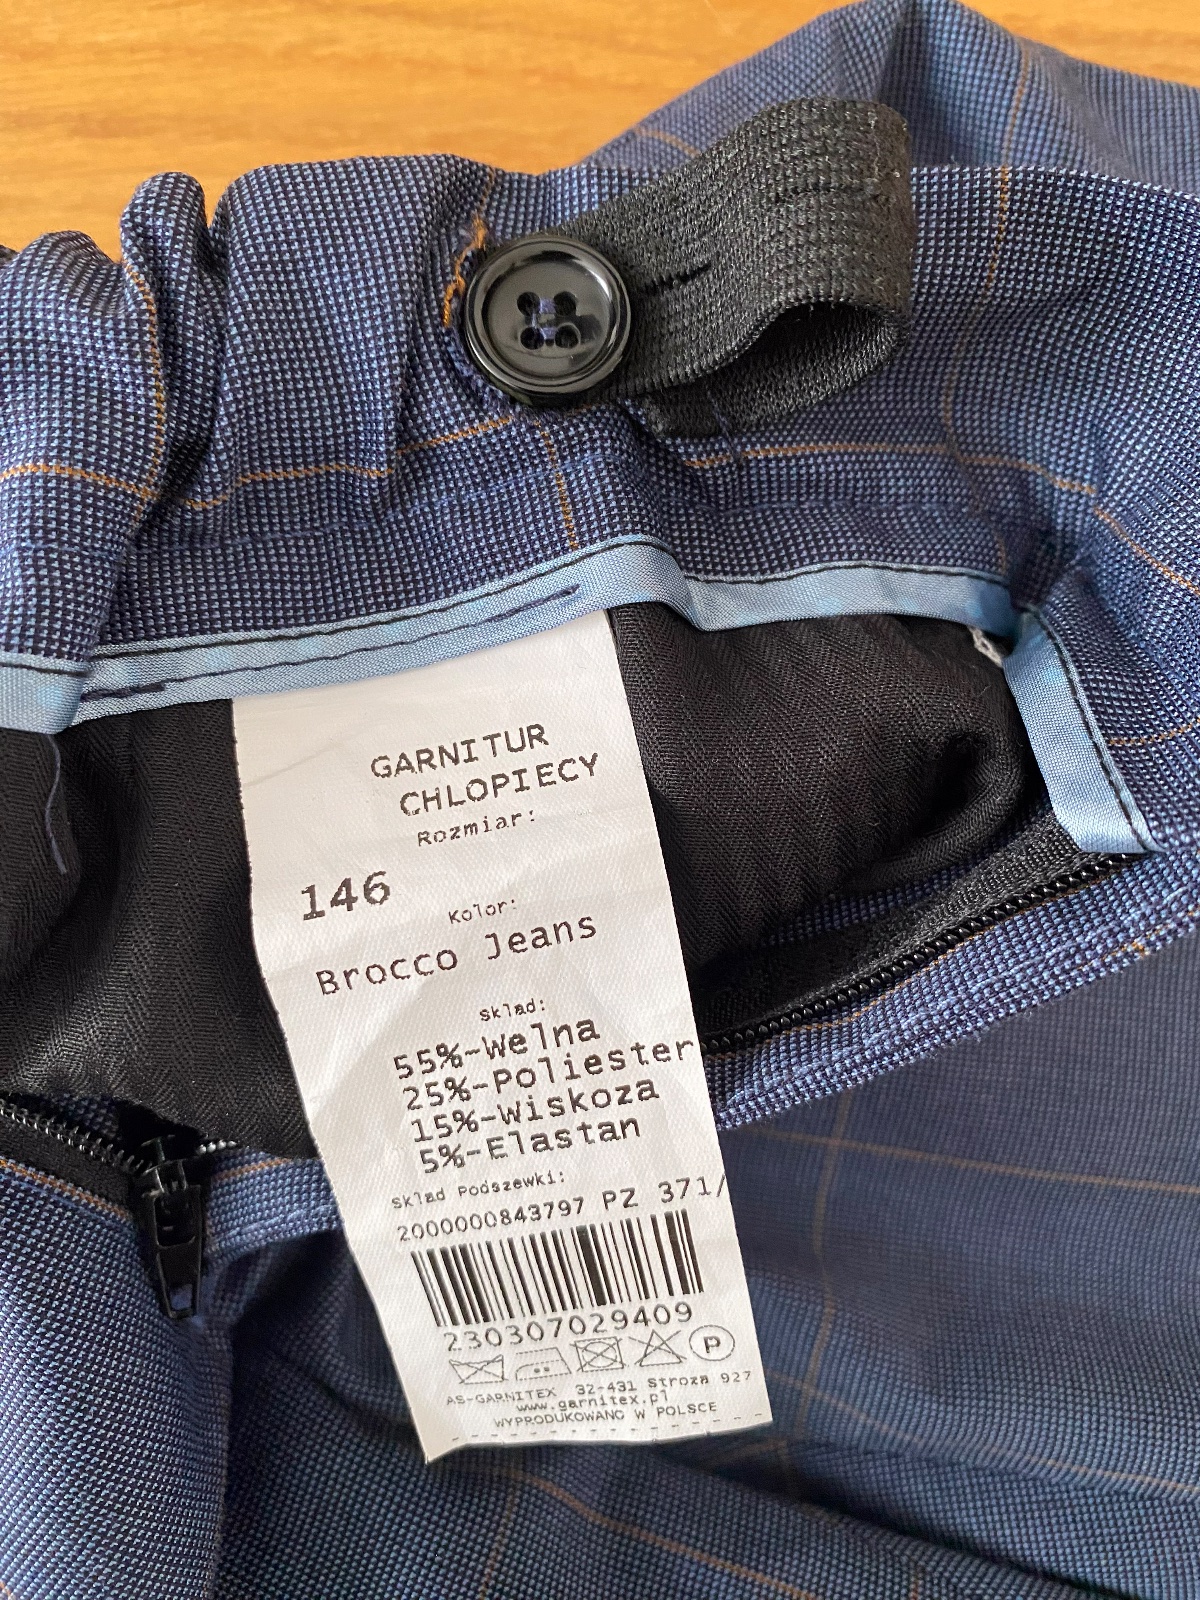 GARNITUR
CHLOPIECY
Rozmiar:
146
Kolor:
Brocco Jeans
Sklad:
55%-Welna
25%-Poliester
15%-Wiskoza
5%-Elastan
Sklad Podszewki:
2000000843797 PZ 371/
230307029409
P
AS-GARNITEX 32-431 Stroza 927
www.garnitex.pl
WYPRODUKOWANO W POLSCE